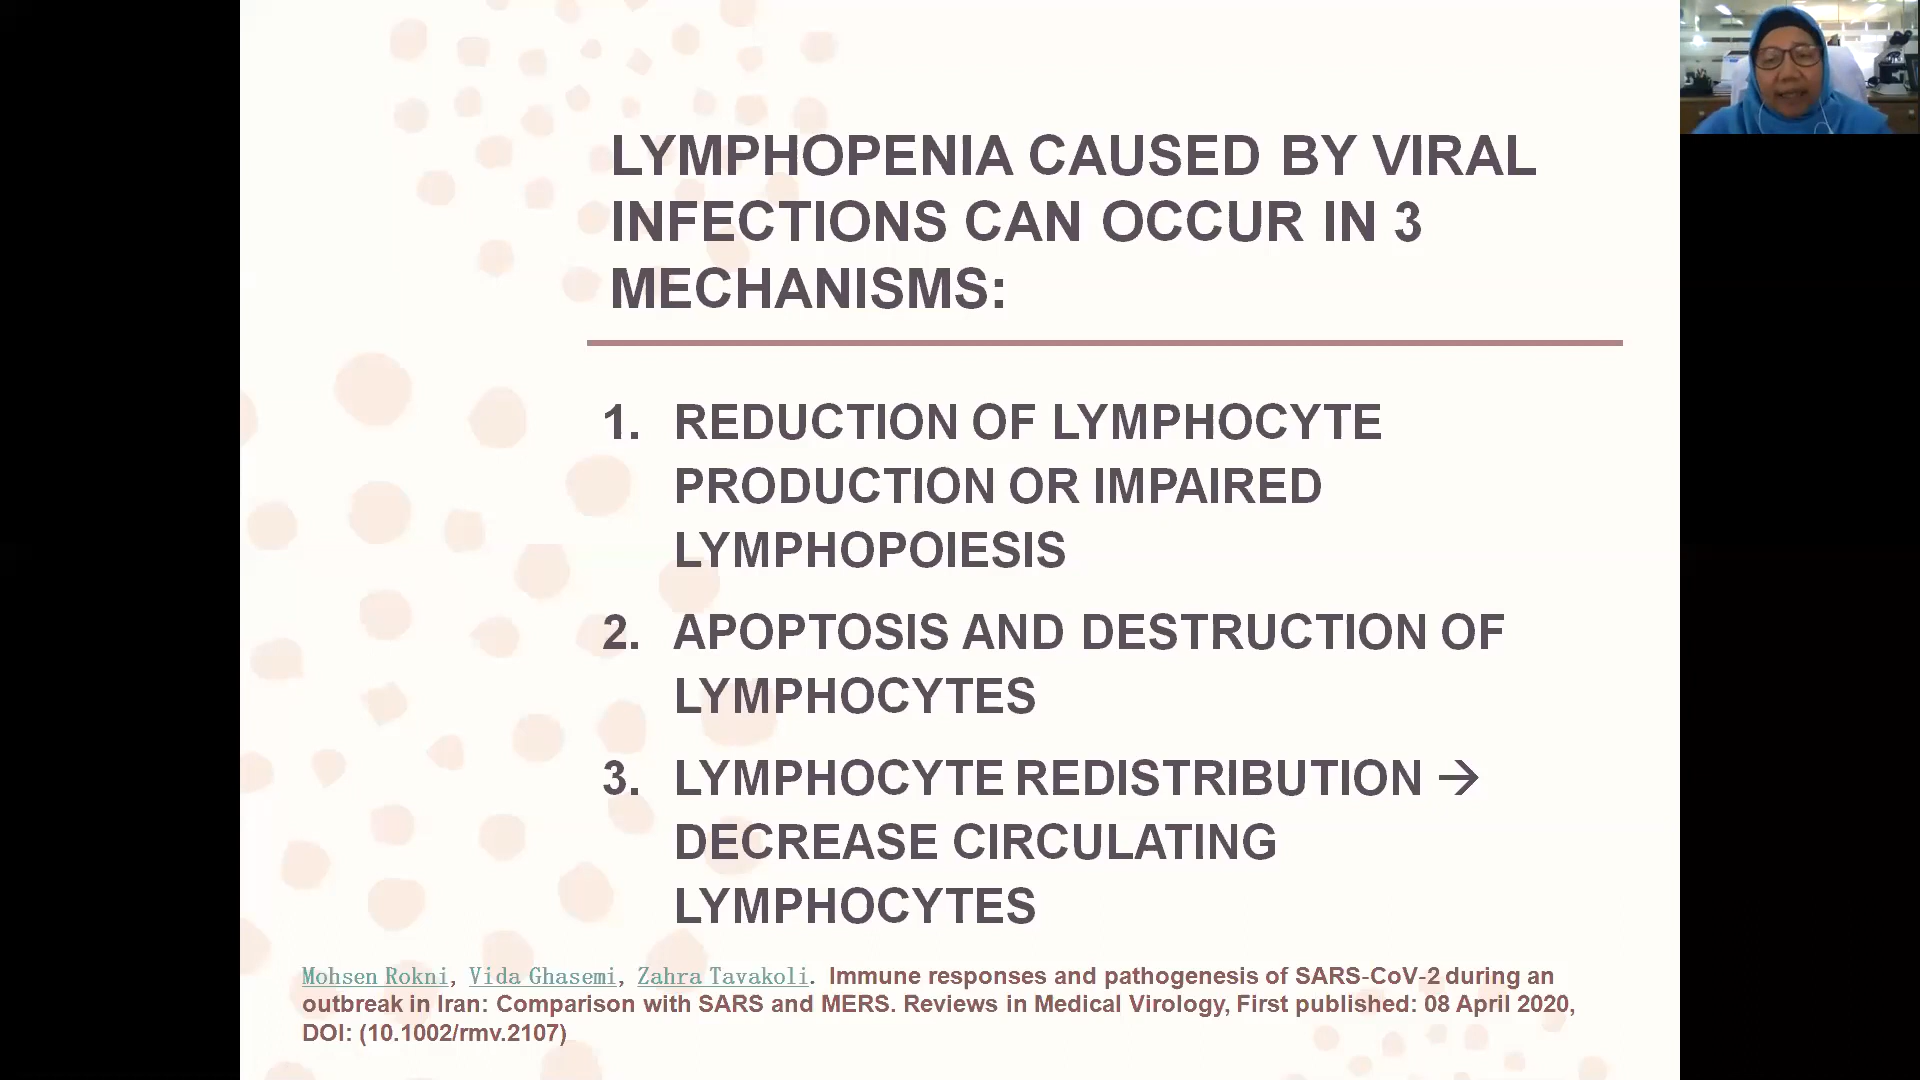 LYMPHOPENIA CAUSED BY VIRAL
INFECTIONS CAN OCCUR IN 3
MECHANISMS:
1. REDUCTION OF LYMPHOCYTE
PRODUCTION OR IMPAIRED
LYMPHOPOIESIS
2. APOPTOSIS AND DESTRUCTION OF
LYMPHOCYTES
3. LYMPHOCYTE REDISTRIBUTION →
DECREASE CIRCULATING
LYMPHOCYTES
Mohsen Rokni, Vida Ghasemi, Zahra Tavakoli. Immune responses and pathogenesis of SARS-CoV-2 during an
outbreak in Iran: Comparison with SARS and MERS. Reviews in Medical Virology, First published: 08 April 2020,
DOI: (10.1002/rmv.2107)